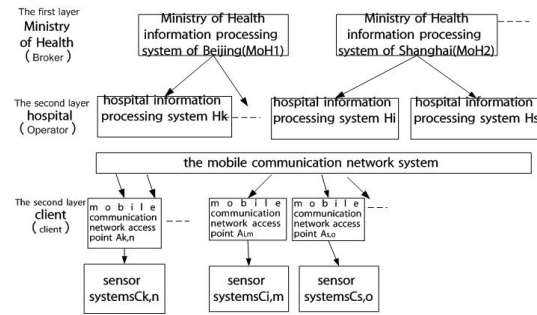 The first layer
Ministry
of Health
( Broker )
Ministry of Health
information processing
system of Beijing(MoH1)
Ministry of Health
information processing
system of Shanghai(MoH2)
The second layer
hospital
( Operator )
hospital information
processing system Hk
hospital information
processing system Hi
hospital information
processing system Hs
the mobile communication network system
The second layer
client
( client )
mobile
communication
network access
point Ak,n
mobile
communication
network access
point Ai,m
mobile
communication
network access
point As,o
sensor
systemsCk,n
sensor
systemsCi,m
sensor
systemsCs,o